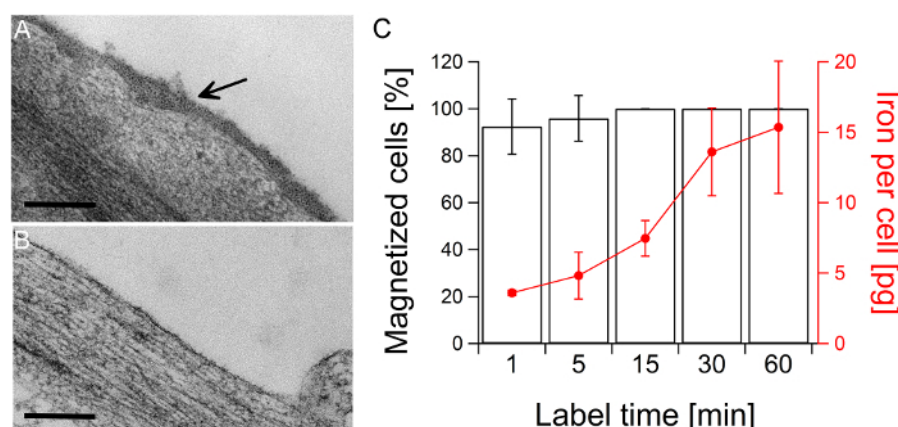 A
B
C
Magnetized cells [%]
120
100
80
60
40
20
0
20
15
10
5
0
Iron per cell [pg]
1 5 15 30 60
Label time [min]